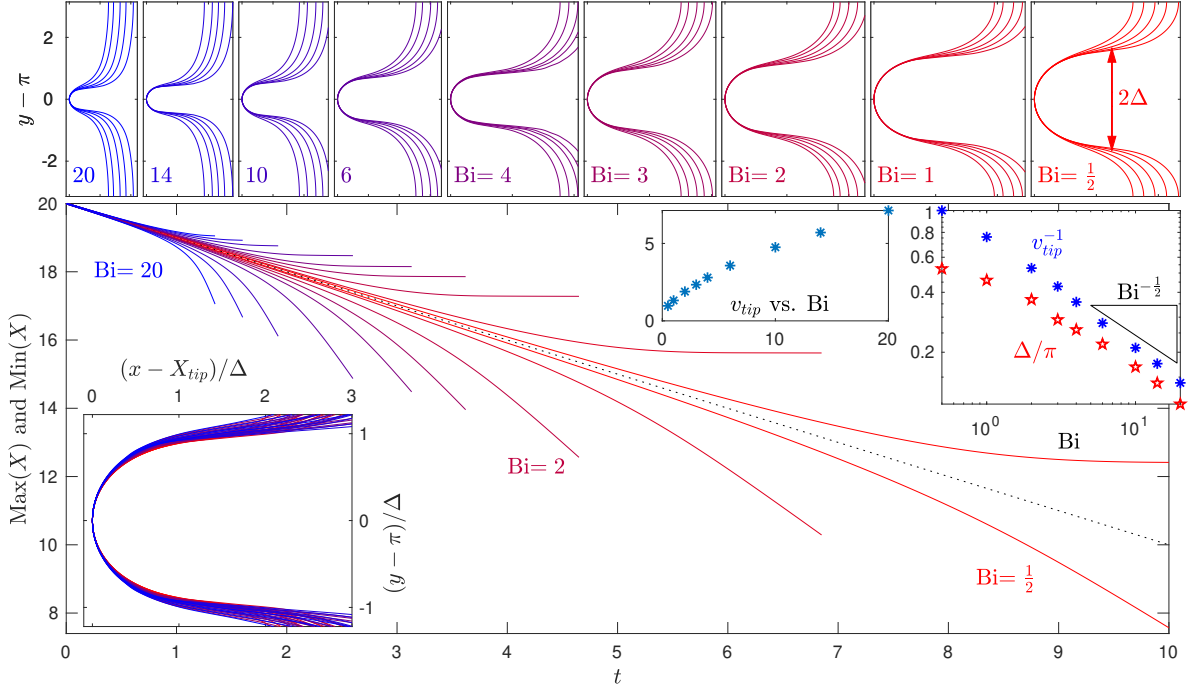 2
0
-2
y − π
20
14
10
6
Bi= 4
Bi= 3
Bi= 2
Bi= 1
Bi= 1/2
2Δ
20
18
16
14
12
10
8
Max(X) and Min(X)
0 1 2 3 4 5 6 7 8 9 10
t
Bi= 20
Bi= 2
Bi= 1/2
(x − X_tip)/Δ
0 1 2 3
1
0
-1
(y − π)/Δ
5
0
0 10 20
v_tip vs. Bi
1
0.8
0.6
0.4
0.2
v_tip^-1
Δ/π
Bi^-1/2
10^0 10^1
Bi